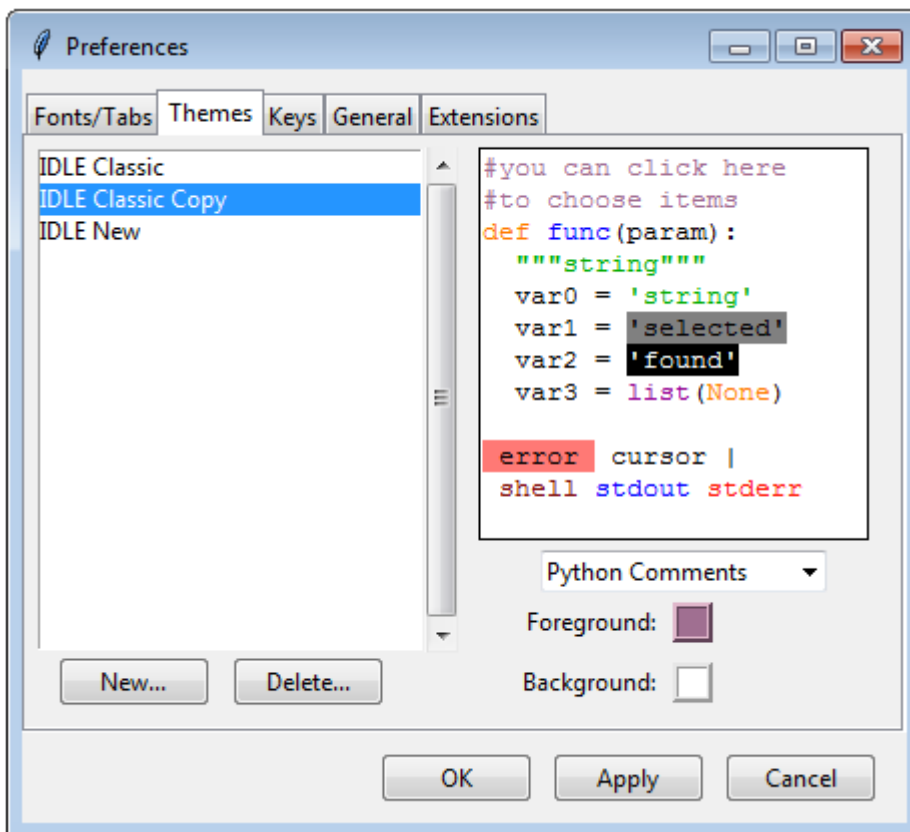 Preferences
Fonts/Tabs Themes Keys General Extensions
IDLE Classic
IDLE Classic Copy
IDLE New
#you can click here
#to choose items
def func(param):
  """string"""
  var0 = 'string'
  var1 = 'selected'
  var2 = 'found'
  var3 = list(None)
 error  cursor |
 shell stdout stderr
Python Comments
Foreground:
Background:
New... Delete...
OK Apply Cancel